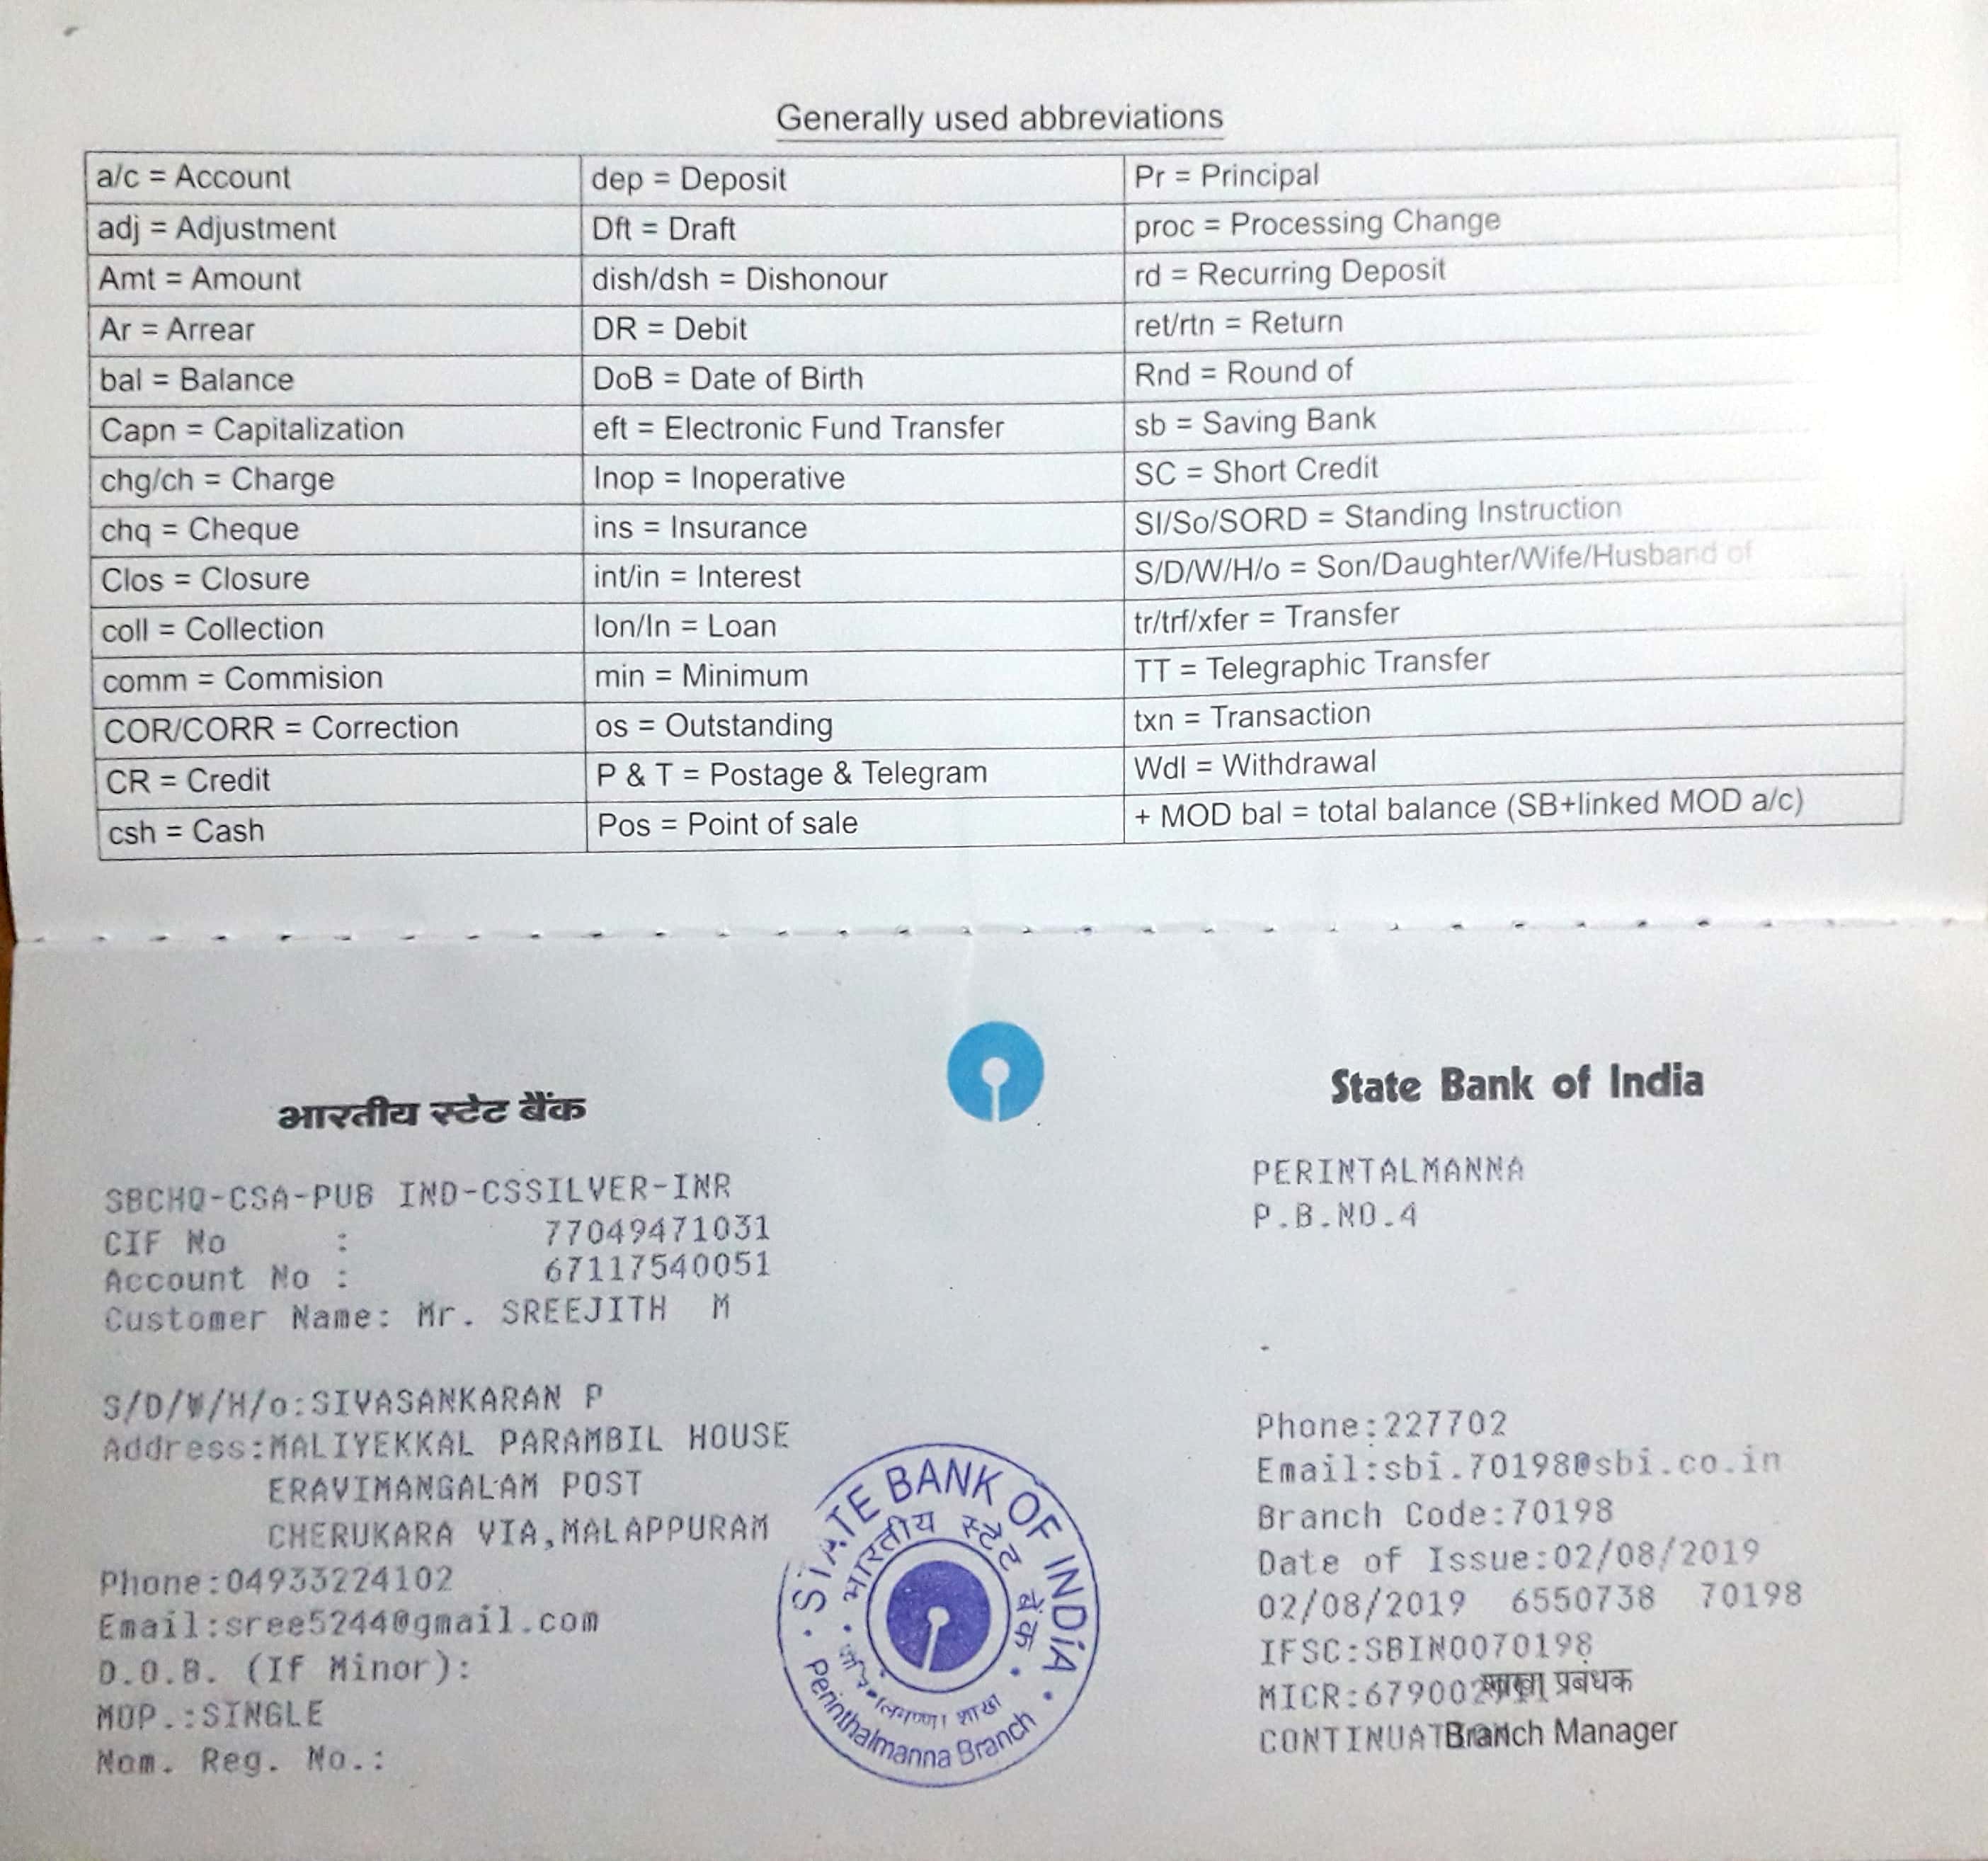 Generally used abbreviations
a/c = Account dep = Deposit Pr = Principal
adj = Adjustment Dft = Draft proc = Processing Change
Amt = Amount dish/dsh = Dishonour rd = Recurring Deposit
Ar = Arrear DR = Debit ret/rtn = Return
bal = Balance DoB = Date of Birth Rnd = Round of
Capn = Capitalization eft = Electronic Fund Transfer sb = Saving Bank
chg/ch = Charge Inop = Inoperative SC = Short Credit
chq = Cheque ins = Insurance SI/So/SORD = Standing Instruction
Clos = Closure int/in = Interest S/D/W/H/o = Son/Daughter/Wife/Husband of
coll = Collection lon/ln = Loan tr/trf/xfer = Transfer
comm = Commision min = Minimum TT = Telegraphic Transfer
COR/CORR = Correction os = Outstanding txn = Transaction
CR = Credit P & T = Postage & Telegram Wdl = Withdrawal
csh = Cash Pos = Point of sale + MOD bal = total balance (SB+linked MOD a/c)
भारतीय स्टेट बैंक
State Bank of India
SBCHQ-CSA-PUB IND-CSSILVER-INR
CIF No : 77049471031
Account No : 67117540051
Customer Name: Mr. SREEJITH M
S/D/W/H/o:SIVASANKARAN P
Address:MALIYEKKAL PARAMBIL HOUSE
ERAVIMANGALAM POST
CHERUKARA VIA,MALAPPURAM
Phone:04933224102
Email:sree5244@gmail.com
D.O.B. (If Minor):
MOP.:SINGLE
Nom. Reg. No.:
STATE BANK OF INDIA
भारतीय स्टेट बैंक
शाखा
Perinthalmanna Branch
PERINTALMANNA
P.B.NO.4
Phone:227702
Email:sbi.70198@sbi.co.in
Branch Code:70198
Date of Issue:02/08/2019
02/08/2019 6550738 70198
IFSC:SBIN0070198
MICR: प्रबंधक
Branch Manager